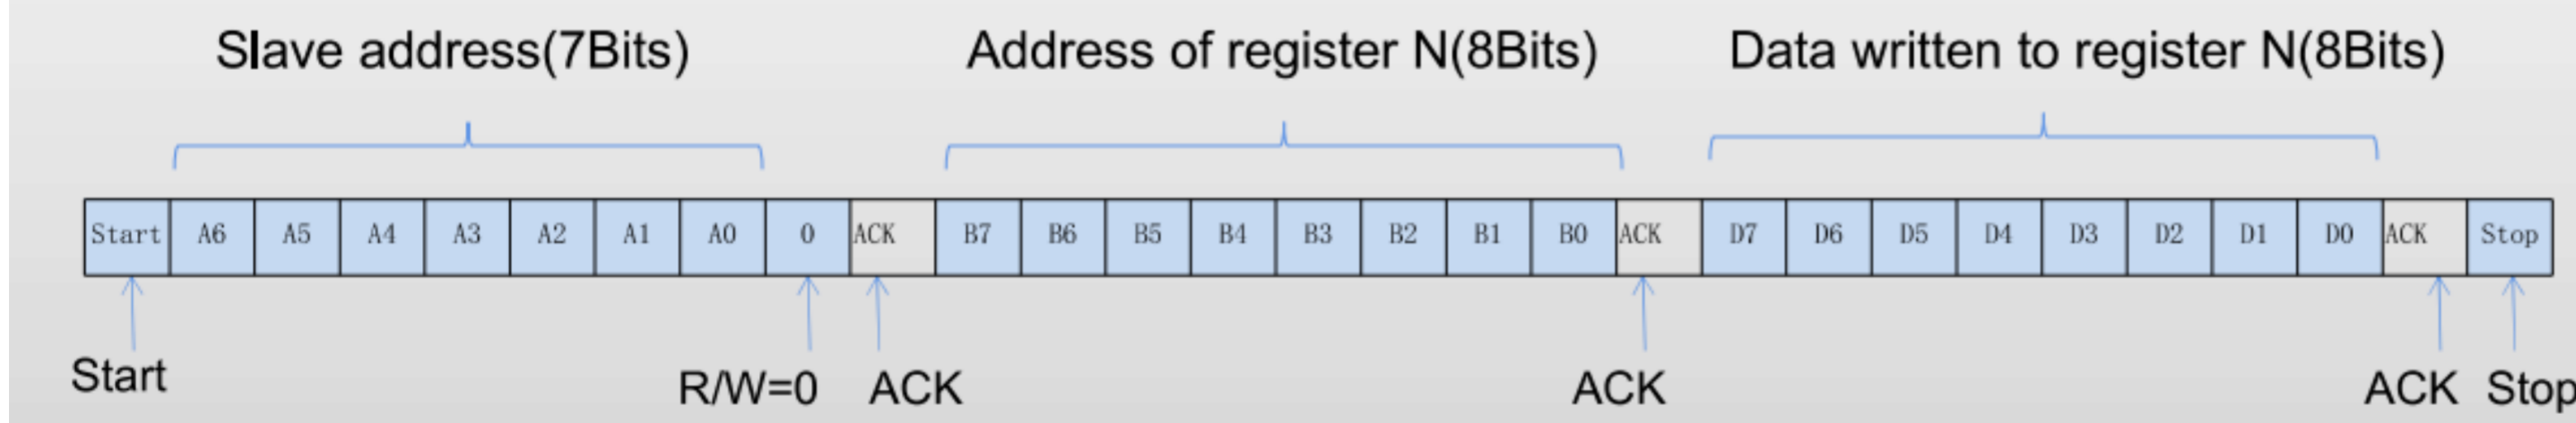 Slave address(7Bits) Address of register N(8Bits) Data written to register N(8Bits)
Start A6 A5 A4 A3 A2 A1 A0 0 ACK B7 B6 B5 B4 B3 B2 B1 B0 ACK D7 D6 D5 D4 D3 D2 D1 D0 ACK Stop
Start R/W=0 ACK ACK ACK Stop